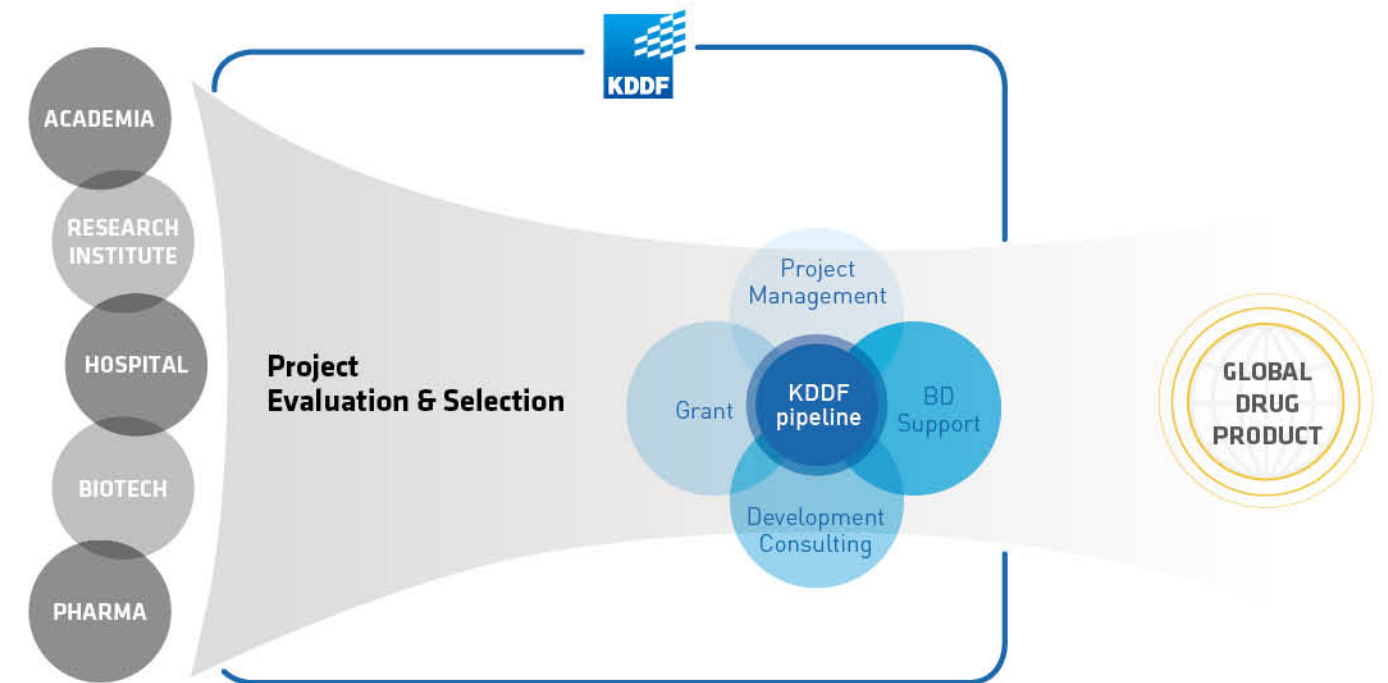 KDDF
ACADEMIA
RESEARCH
INSTITUTE
HOSPITAL
BIOTECH
PHARMA
Project
Evaluation & Selection
Project
Management
Grant
KDDF
pipeline
BD
Support
Development
Consulting
GLOBAL
DRUG
PRODUCT